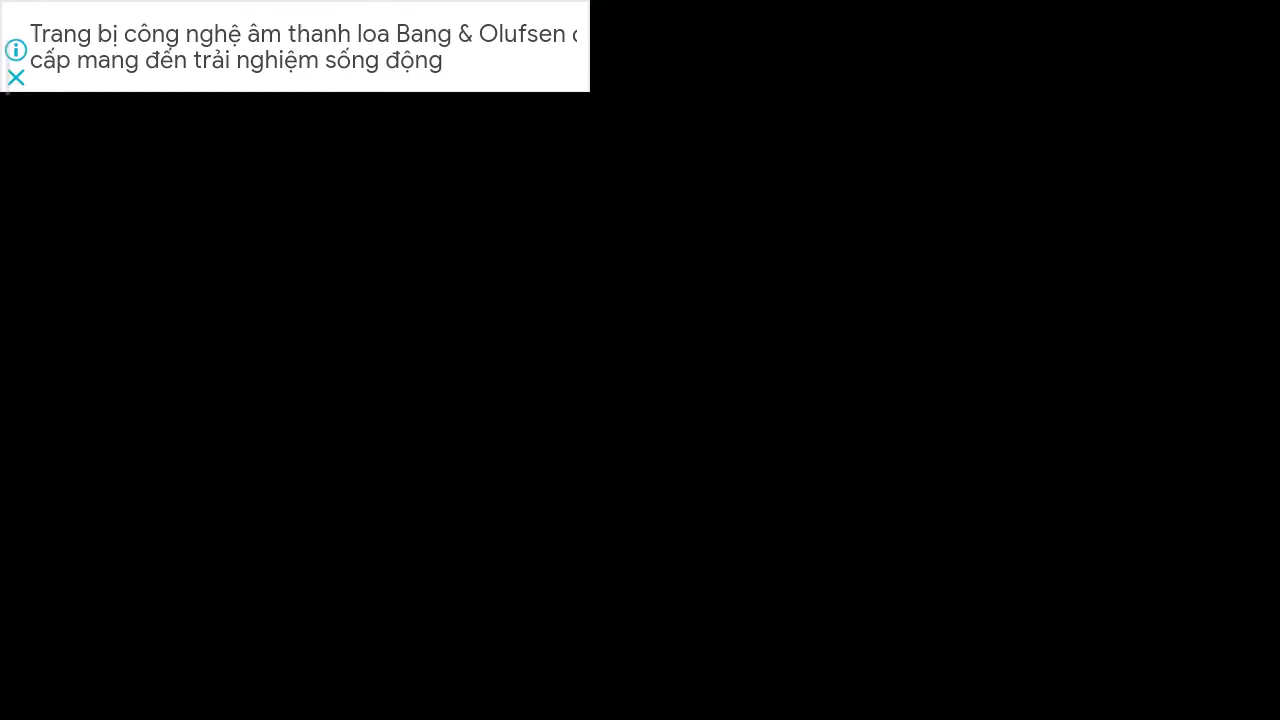 Trang bị công nghệ âm thanh loa Bang & Olufsen
cấp mang đến trải nghiệm sống động